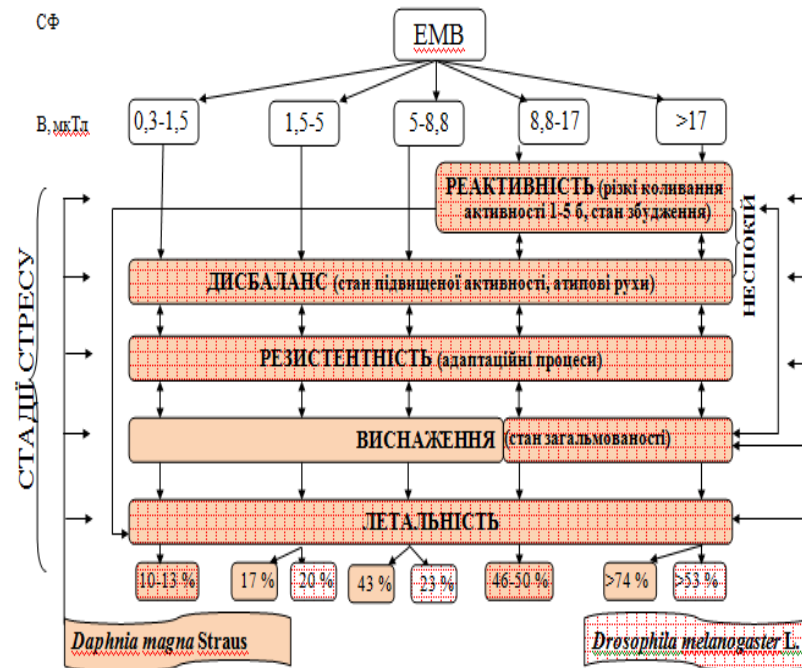 СФ
ЕМВ
В, мкТл
0,3-1,5
1,5-5
5-8,8
8,8-17
>17
РЕАКТИВНІСТЬ (різкі коливання
активності 1-5 б, стан збудження)
НЕСПОКІЙ
СТАДІЇ СТРЕСУ
ДИСБАЛАНС (стан підвищеної активності, атипові рухи)
РЕЗИСТЕНТНІСТЬ (адаптаційні процеси)
ВИСНАЖЕННЯ (стан загальмованості)
ЛЕТАЛЬНІСТЬ
10-13 %
17 %
20 %
43 %
23 %
46-50 %
>74 %
>53 %
Daphnia magna Straus
Drosophila melanogaster L.